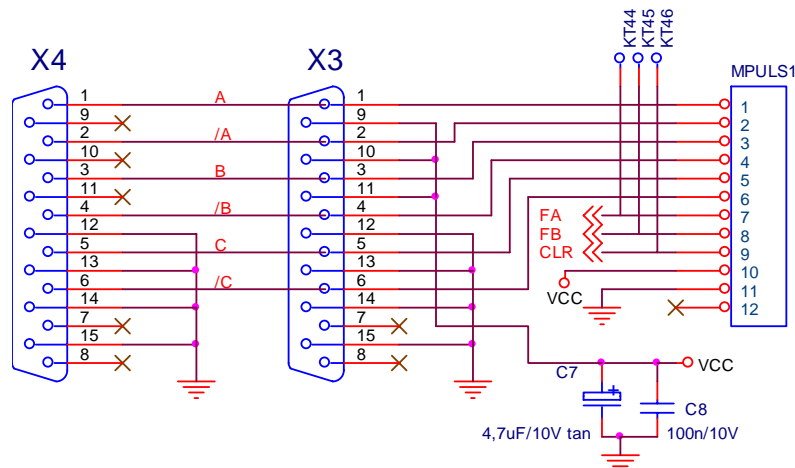 KT44
KT45
KT46
X4
X3
MPULS1
1
9
2
10
3
11
4
12
5
13
6
14
7
15
8
A
/A
B
/B
C
/C
1
9
2
10
3
11
4
12
5
13
6
14
7
15
8
FA
FB
CLR
VCC
1
2
3
4
5
6
7
8
9
10
11
12
VCC
C7
+
4,7uF/10V tan
C8
100n/10V